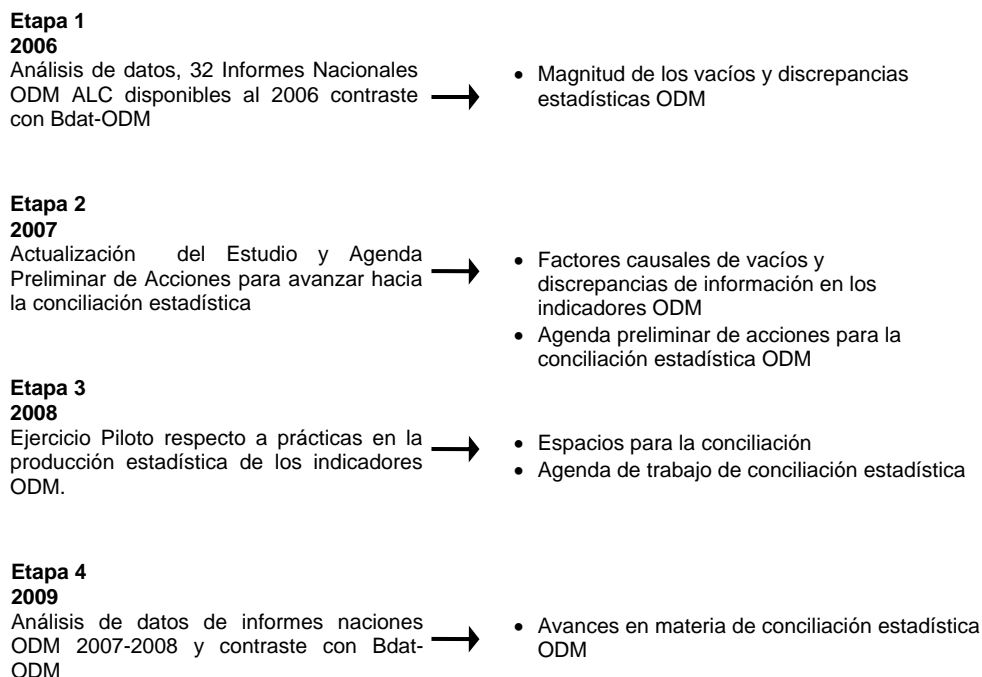 Etapa 1
2006
Análisis de datos, 32 Informes Nacionales
ODM ALC disponibles al 2006 contraste
con Bdat-ODM
• Magnitud de los vacíos y discrepancias
estadísticas ODM
Etapa 2
2007
Actualización del Estudio y Agenda
Preliminar de Acciones para avanzar hacia
la conciliación estadística
• Factores causales de vacíos y
discrepancias de información en los
indicadores ODM
• Agenda preliminar de acciones para la
conciliación estadística ODM
Etapa 3
2008
Ejercicio Piloto respecto a prácticas en la
producción estadística de los indicadores
ODM.
• Espacios para la conciliación
• Agenda de trabajo de conciliación estadística
Etapa 4
2009
Análisis de datos de informes naciones
ODM 2007-2008 y contraste con Bdat-
ODM
• Avances en materia de conciliación estadística
ODM